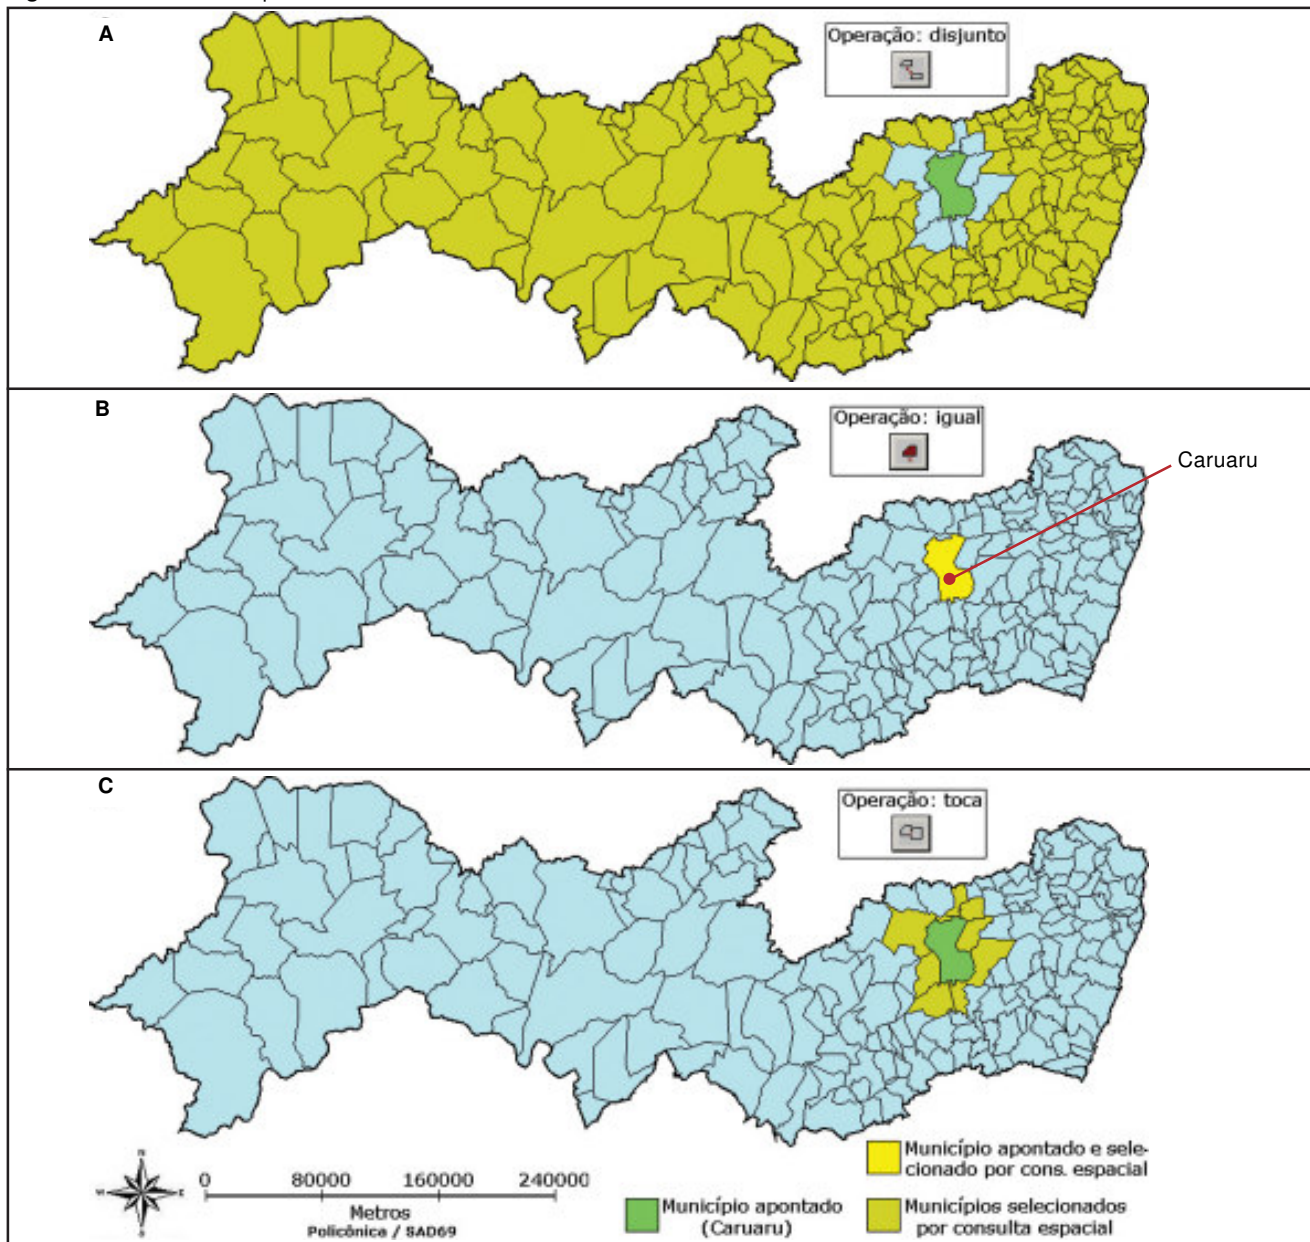 A
Operação: disjunto
B
Operação: igual
Caruaru
C
Operação: toca
N
W
E
S
0 80000 160000 240000
Metros
Policônica / SAD69
Município apontado
(Caruaru)
Município apontado e sele-
cionado por cons. espacial
Municípios selecionados
por consulta espacial